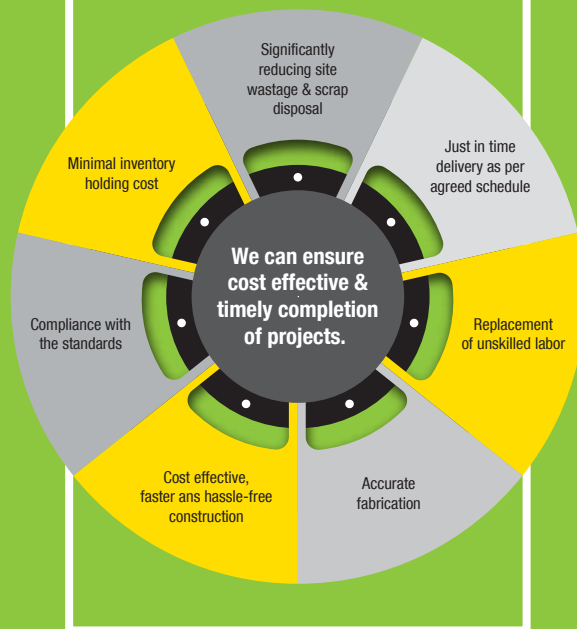 Significantly
reducing site
wastage & scrap
disposal
Just in time
delivery as per
agreed schedule
Replacement
of unskilled labor
Accurate
fabrication
Cost effective,
faster ans hassle-free
construction
Compliance with
the standards
Minimal inventory
holding cost
We can ensure
cost effective &
timely completion
of projects.